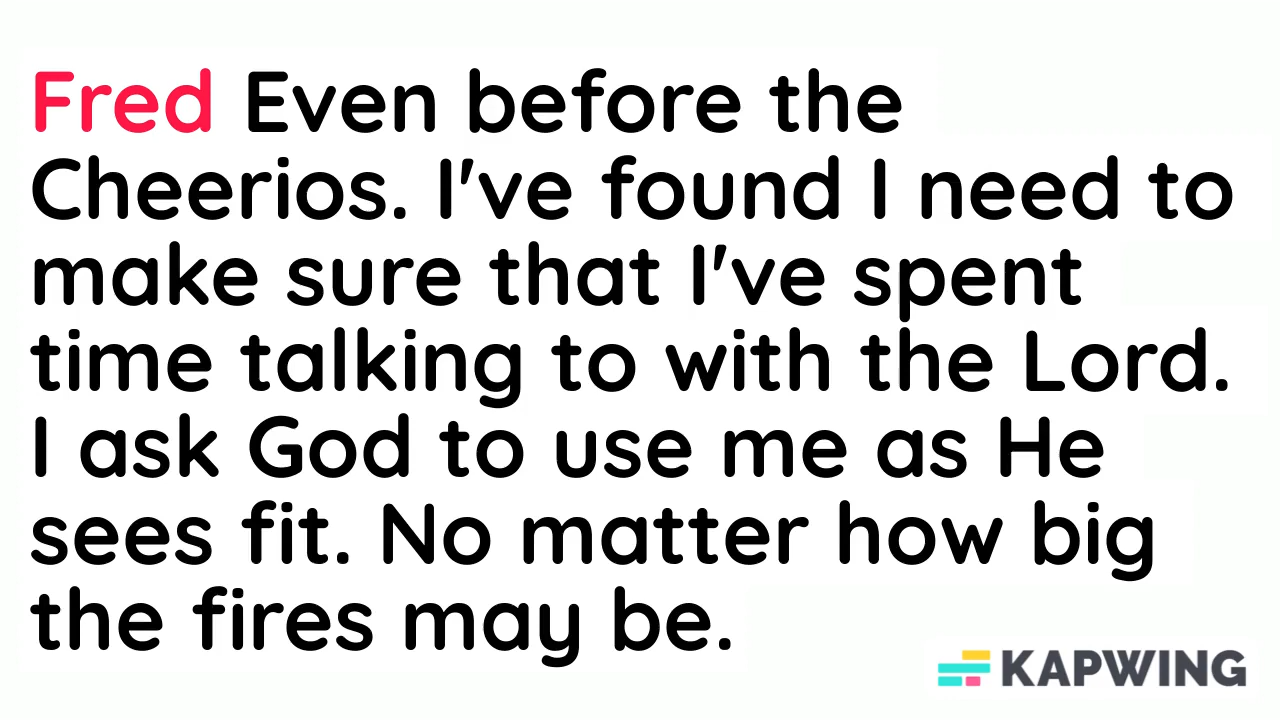 Fred Even before the
Cheerios. I've found I need to
make sure that I've spent
time talking to with the Lord.
I ask God to use me as He
sees fit. No matter how big
the fires may be.
KAPWING